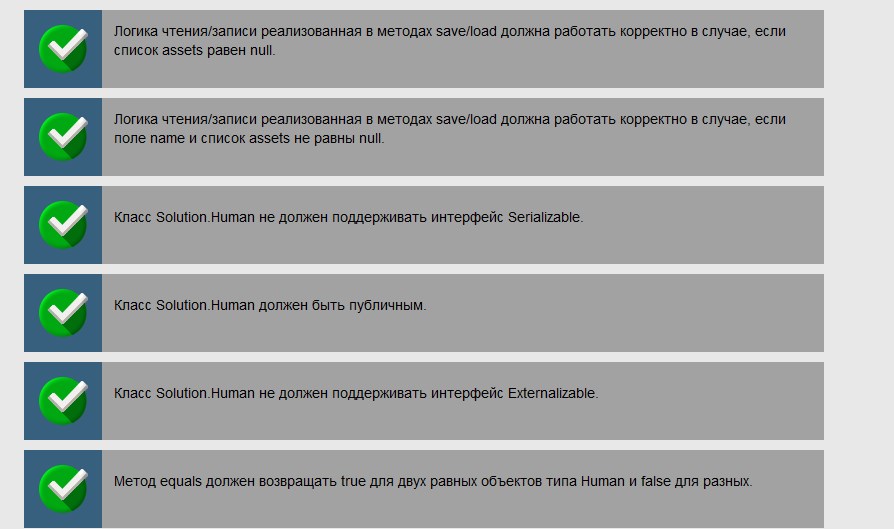 Логика чтения/записи реализованная в методах save/load должна работать корректно в случае, если
список assets равен null.
Логика чтения/записи реализованная в методах save/load должна работать корректно в случае, если
поле name и список assets не равны null.
Класс Solution.Human не должен поддерживать интерфейс Serializable.
Класс Solution.Human должен быть публичным.
Класс Solution.Human не должен поддерживать интерфейс Externalizable.
Метод equals должен возвращать true для двух равных объектов типа Human и false для разных.